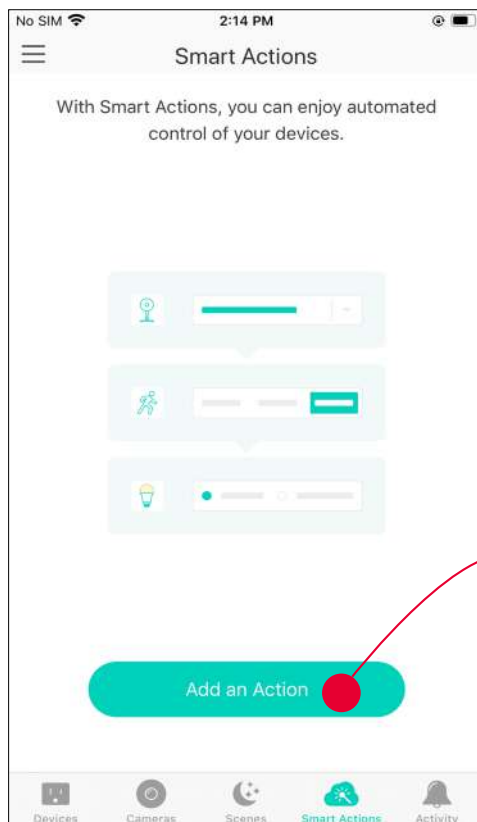 No SIM 2:14 PM
Smart Actions
With Smart Actions, you can enjoy automated
control of your devices.
Add an Action
Devices Cameras Scenes Smart Actions Activity